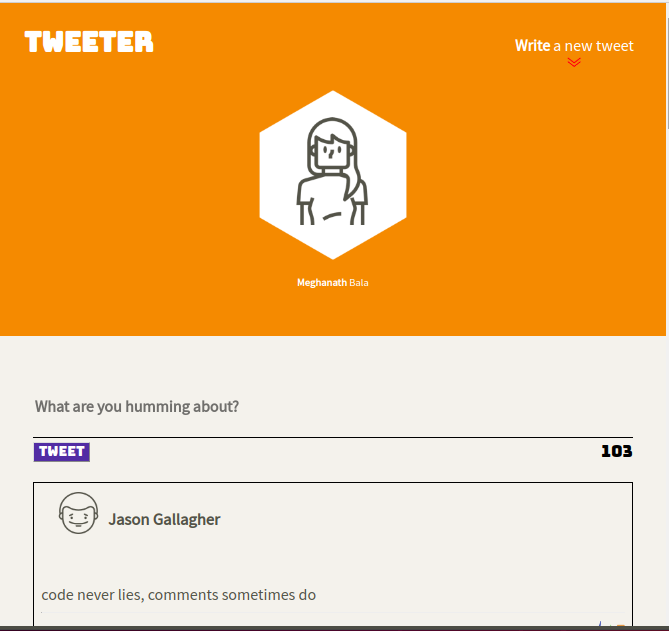 TWEETER
Write a new tweet
Meghanath Bala
What are you humming about?
TWEET
103
Jason Gallagher
code never lies, comments sometimes do